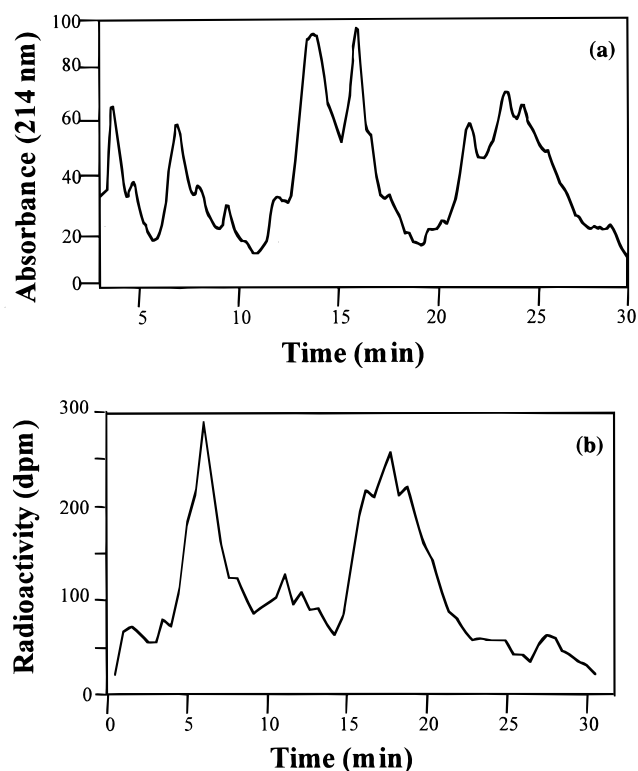 (a)
Absorbance (214 nm)
100
80
60
40
20
0
5 10 15 20 25 30
Time (min)
(b)
Radioactivity (dpm)
300
200
100
0
0 5 10 15 20 25 30
Time (min)